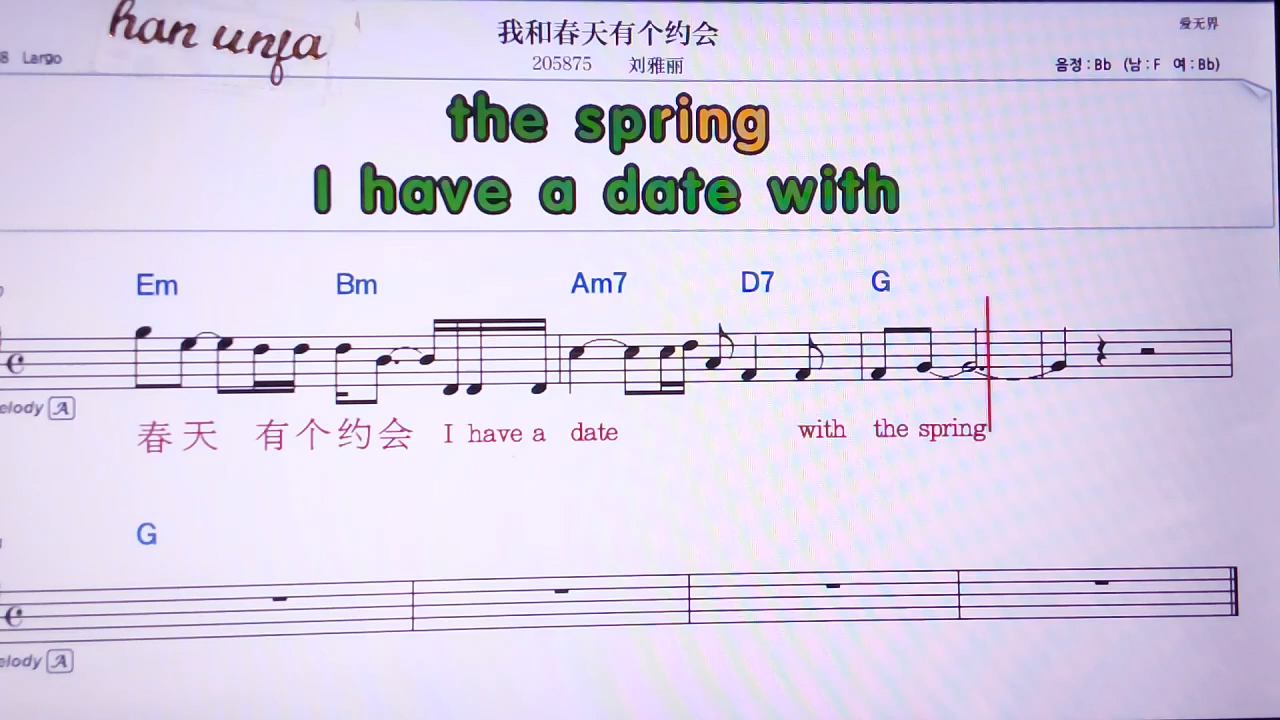 han unja
我和春天有个约会
爱无界
8 Largo
205875 刘雅丽
음정 : Bb (남 : F 여 : Bb)
the spring
I have a date with
Em Bm Am7 D7 G
elody A
春天 有个约会 I have a date with the spring
G
elody A